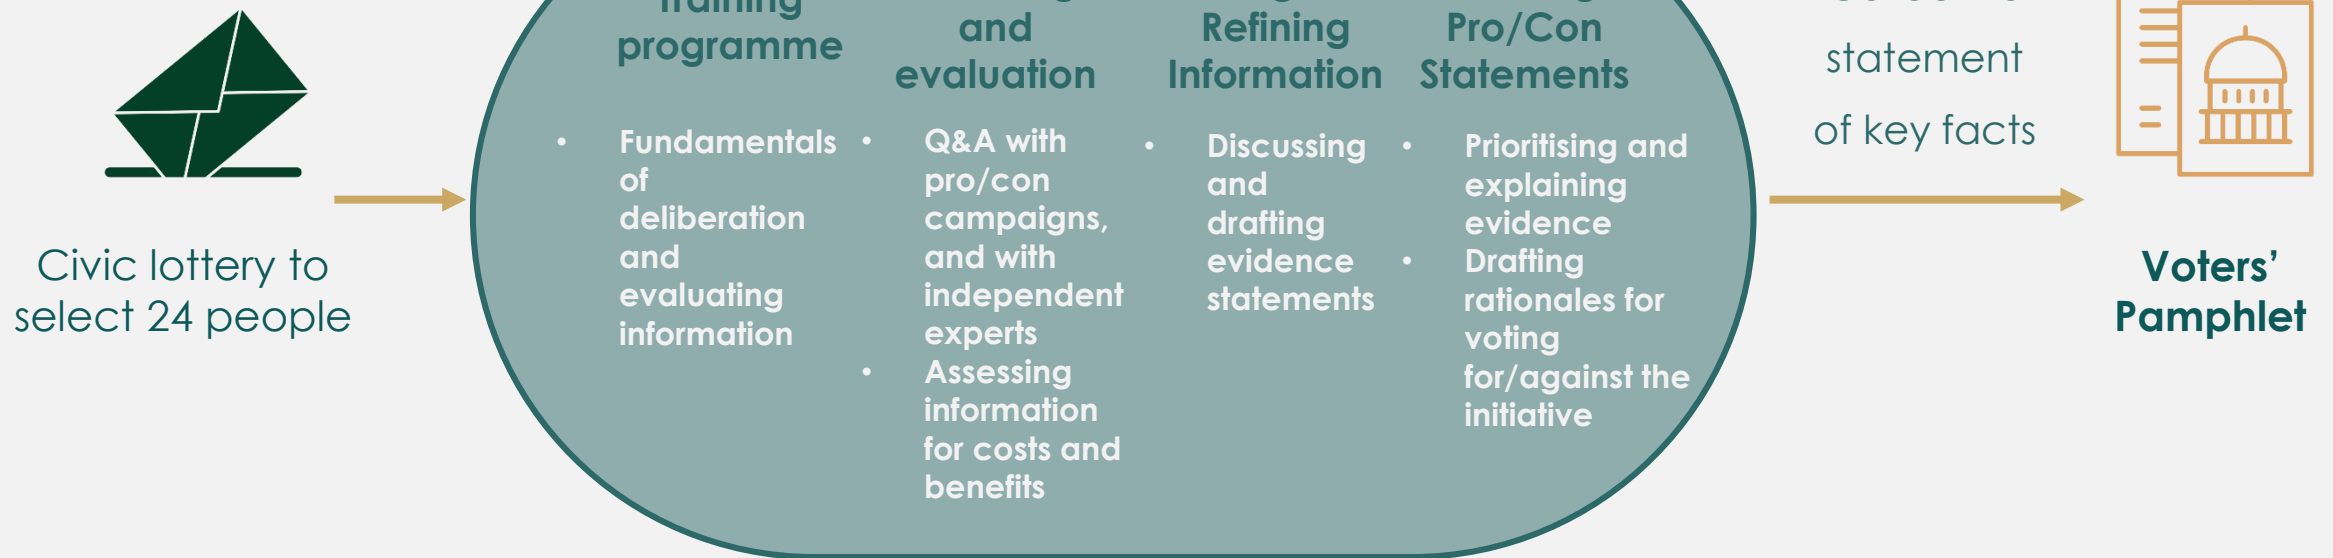 Civic lottery to
select 24 people
Training
programme
• Fundamentals
of
deliberation
and
evaluating
information
and
evaluation
• Q&A with
pro/con
campaigns,
and with
independent
experts
• Assessing
information
for costs and
benefits
Refining
Information
• Discussing
and
drafting
evidence
statements
Pro/Con
Statements
• Prioritising and
explaining
evidence
• Drafting
rationales for
voting
for/against the
initiative
statement
of key facts
Voters’
Pamphlet